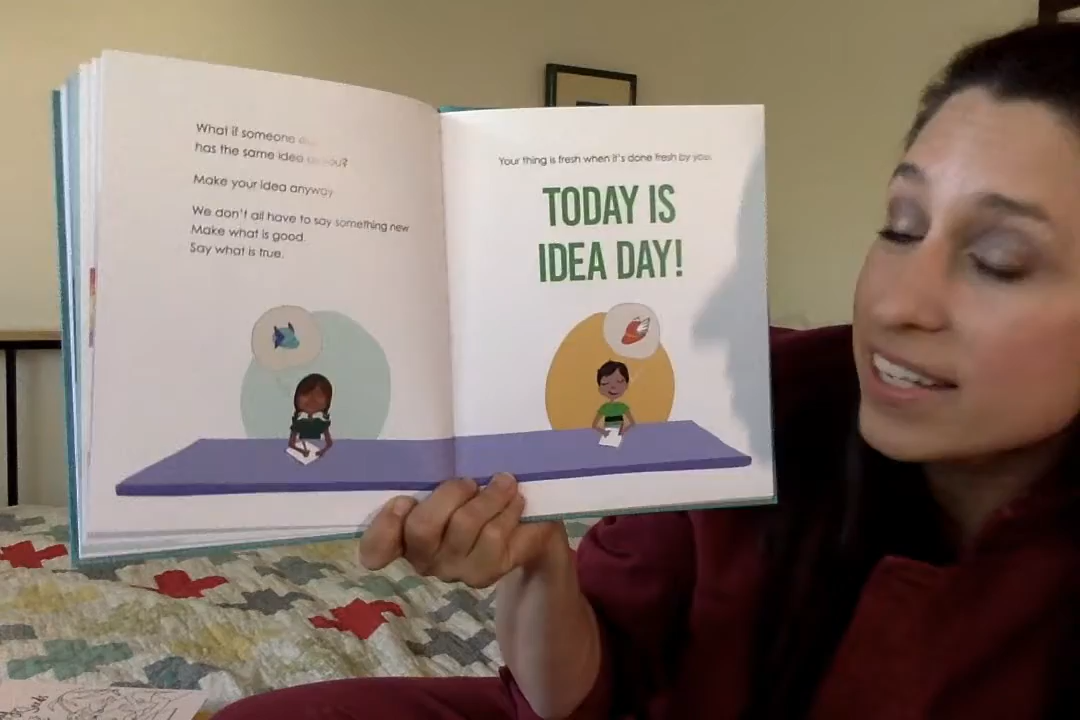 What if someone
has the same idea as you?
Make your idea anyway
We don't all have to say something new
Make what is good.
Say what is true.
Your thing is fresh when it's done fresh by you.
TODAY IS
IDEA DAY!